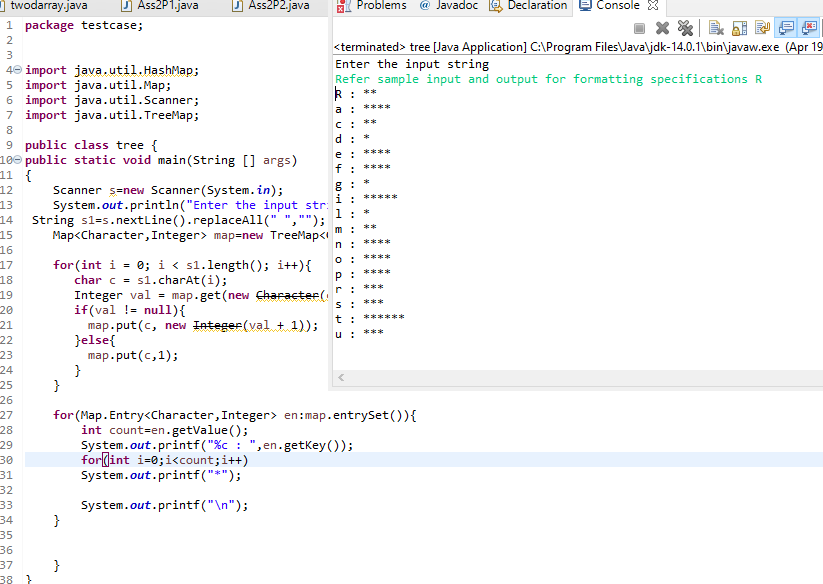 twodarray.java Ass2P1.java Ass2P2.java
1 package testcase;
2
3
4 import java.util.HashMap;
5 import java.util.Map;
6 import java.util.Scanner;
7 import java.util.TreeMap;
8
9 public class tree {
10 public static void main(String [] args)
11 {
12 Scanner s=new Scanner(System.in);
13 System.out.println("Enter the input str
14 String s1=s.nextLine().replaceAll(" ","");
15 Map<Character,Integer> map=new TreeMap<
16
17 for(int i = 0; i < s1.length(); i++){
18 char c = s1.charAt(i);
19 Integer val = map.get(new Character(
20 if(val != null){
21 map.put(c, new Integer(val + 1));
22 }else{
23 map.put(c,1);
24 }
25 }
26
27 for(Map.Entry<Character,Integer> en:map.entrySet()){
28 int count=en.getValue();
29 System.out.printf("%c : ",en.getKey());
30 for(int i=0;i<count;i++)
31 System.out.printf("*");
32
33 System.out.printf("\n");
34 }
35
36
37 }
38 }
Problems @ Javadoc Declaration Console
<terminated> tree [Java Application] C:\Program Files\Java\jdk-14.0.1\bin\javaw.exe (Apr 19
Enter the input string
Refer sample input and output for formatting specifications R
R : **
a : ****
c : **
d : *
e : ****
f : ****
g : *
i : *****
l : *
m : **
n : ****
o : ****
p : ****
r : ***
s : ***
t : ******
u : ***